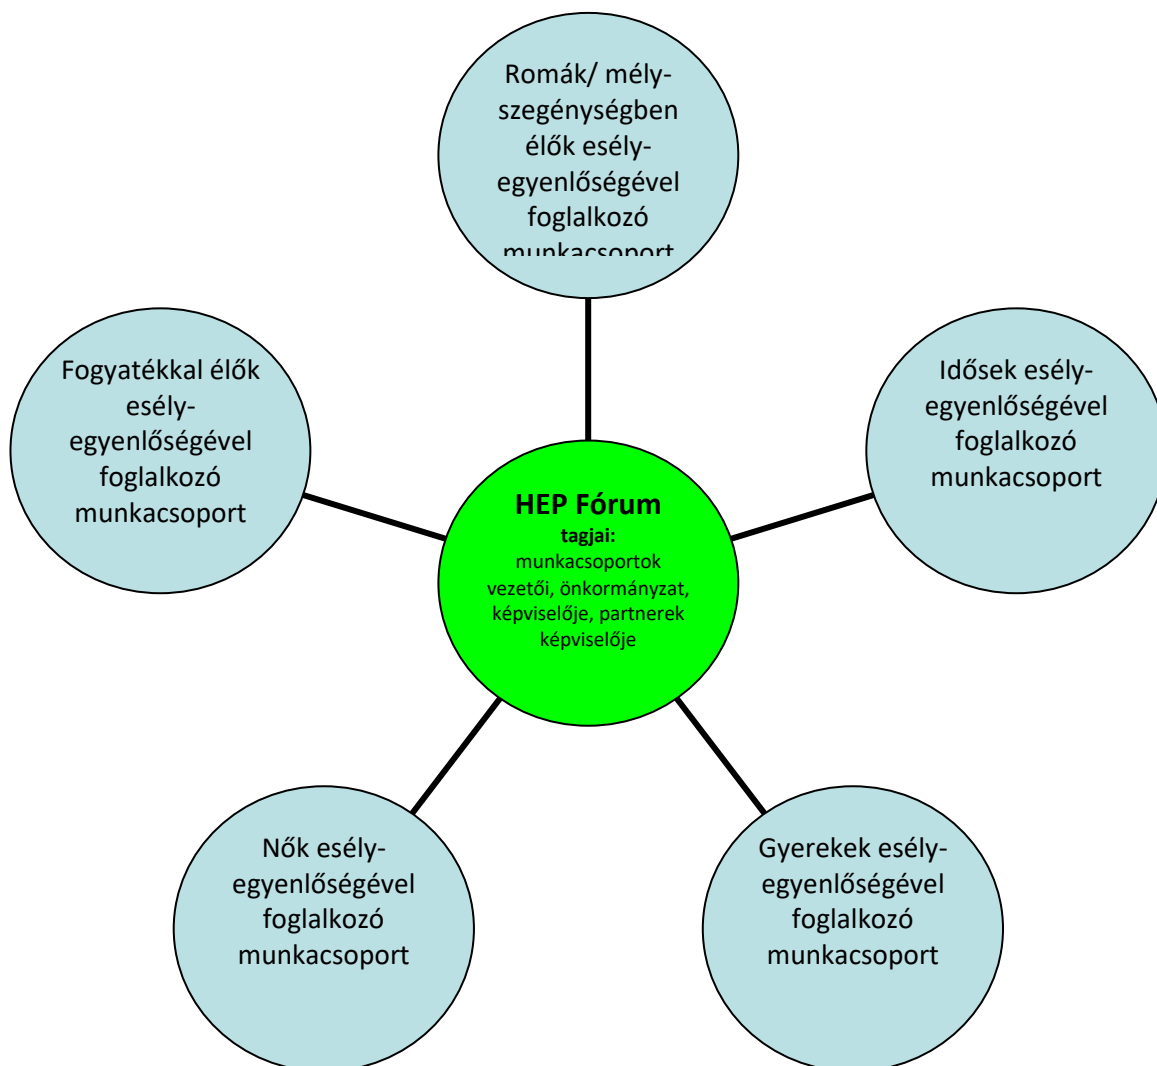 Romák/ mély-
szegénységben
élők esély-
egyenlőségével
foglalkozó
munkacsoport
Fogyatékkal élők
esély-
egyenlőségével
foglalkozó
munkacsoport
Idősek esély-
egyenlőségével
foglalkozó
munkacsoport
HEP Fórum
tagjai:
munkacsoportok
vezetői, önkormányzat,
képviselője, partnerek
képviselője
Nők esély-
egyenlőségével
foglalkozó
munkacsoport
Gyerekek esély-
egyenlőségével
foglalkozó
munkacsoport